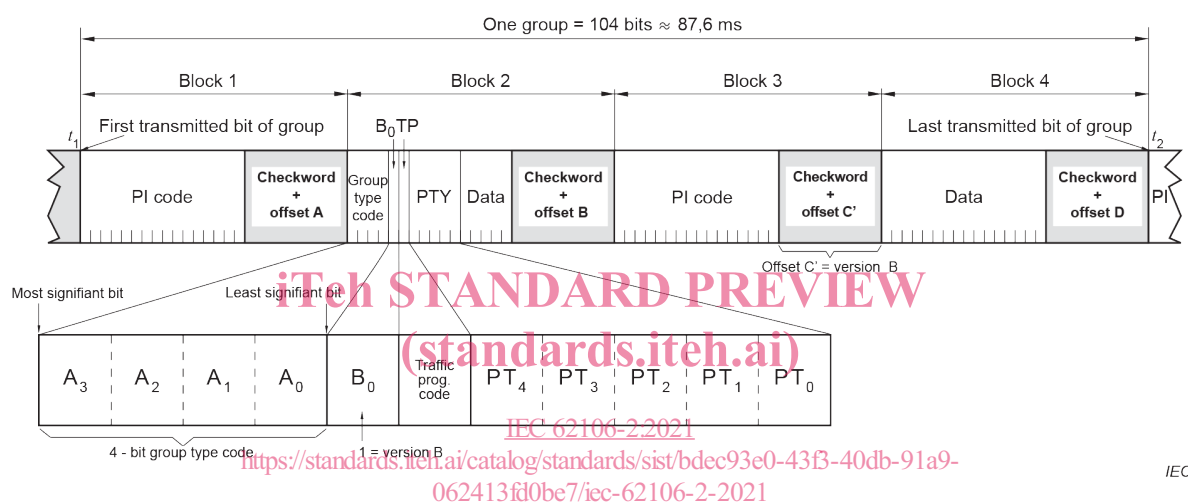 One group = 104 bits ≈ 87,6 ms
Block 1
Block 2
Block 3
Block 4
t1
First transmitted bit of group
B0 TP
Last transmitted bit of group
t2
PI code
Checkword
+
offset A
Group
type
code
PTY
Data
Checkword
+
offset B
PI code
Checkword
+
offset C’
Data
Checkword
+
offset D
PI
Offset C’ = version B
iTeh STANDARD PREVIEW
Most signifiant bit
Least signifiant bit
(standards.iteh.ai)
A3
A2
A1
A0
B0
Traffic
prog.
code
PT4
PT3
PT2
PT1
PT0
IEC 62106-2:2021
4 - bit group type code
1 = version B
https://standards.iteh.ai/catalog/standards/sist/bdec93e0-43f3-40db-91a9-
062413fd0be7/iec-62106-2-2021
IEC